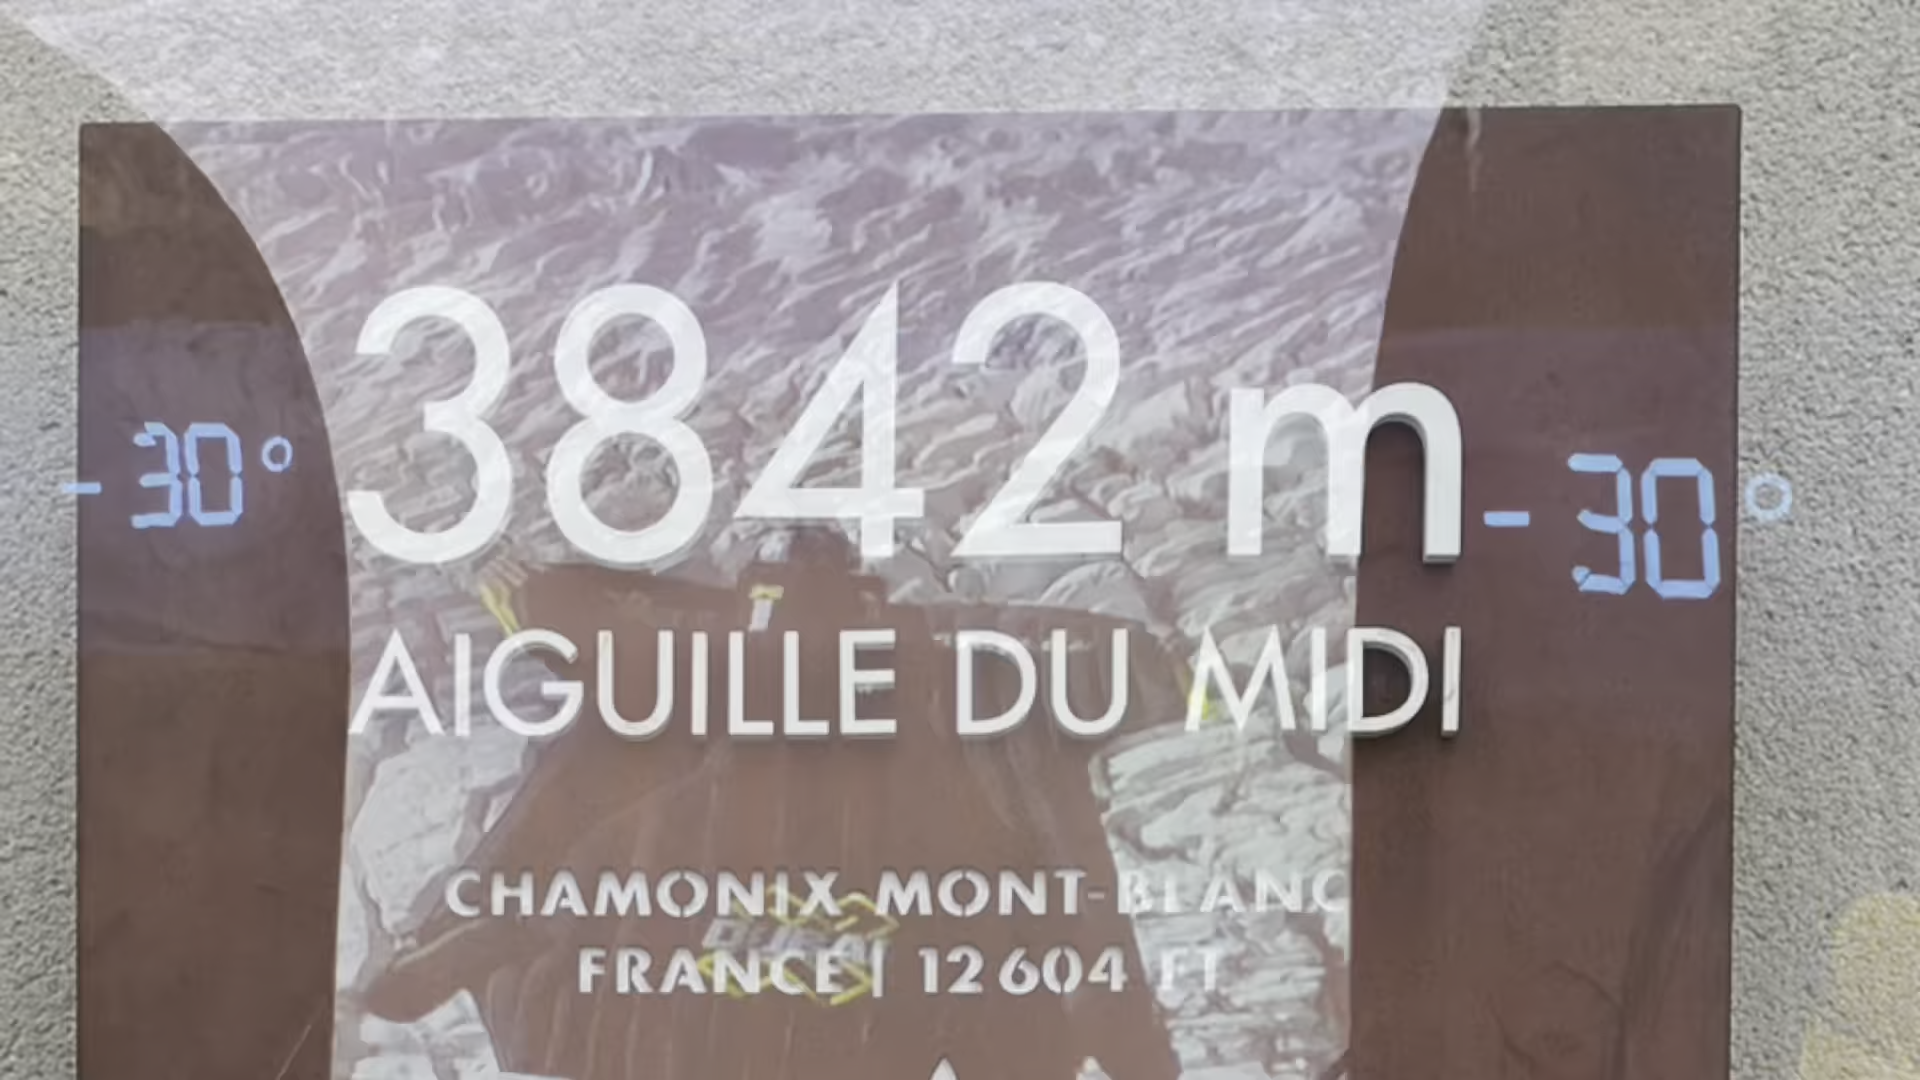 3842 m
-30°
-30°
AIGUILLE DU MIDI
CHAMONIX MONT-BLANC
FRANCE | 12 604 FT